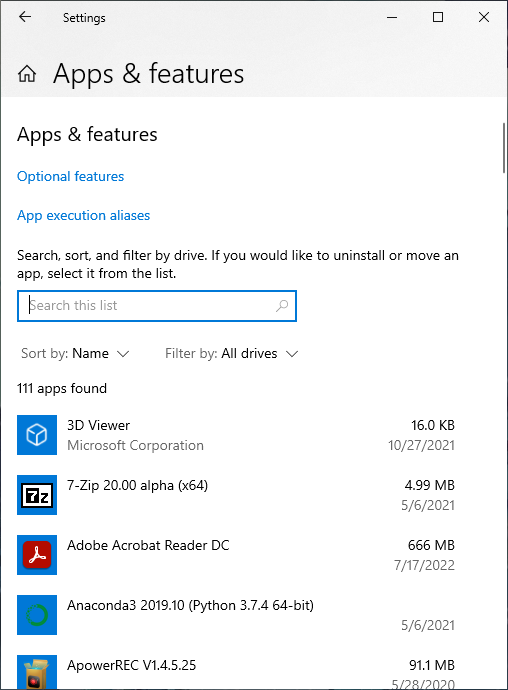 Settings
Apps & features
Apps & features
Optional features
App execution aliases
Search, sort, and filter by drive. If you would like to uninstall or move an
app, select it from the list.
Search this list
Sort by: Name Filter by: All drives
111 apps found
3D Viewer 16.0 KB
Microsoft Corporation 10/27/2021
7z
7-Zip 20.00 alpha (x64) 4.99 MB
5/6/2021
Adobe Acrobat Reader DC 666 MB
7/17/2022
Anaconda3 2019.10 (Python 3.7.4 64-bit)
5/6/2021
ApowerREC V1.4.5.25 91.1 MB
5/28/2020